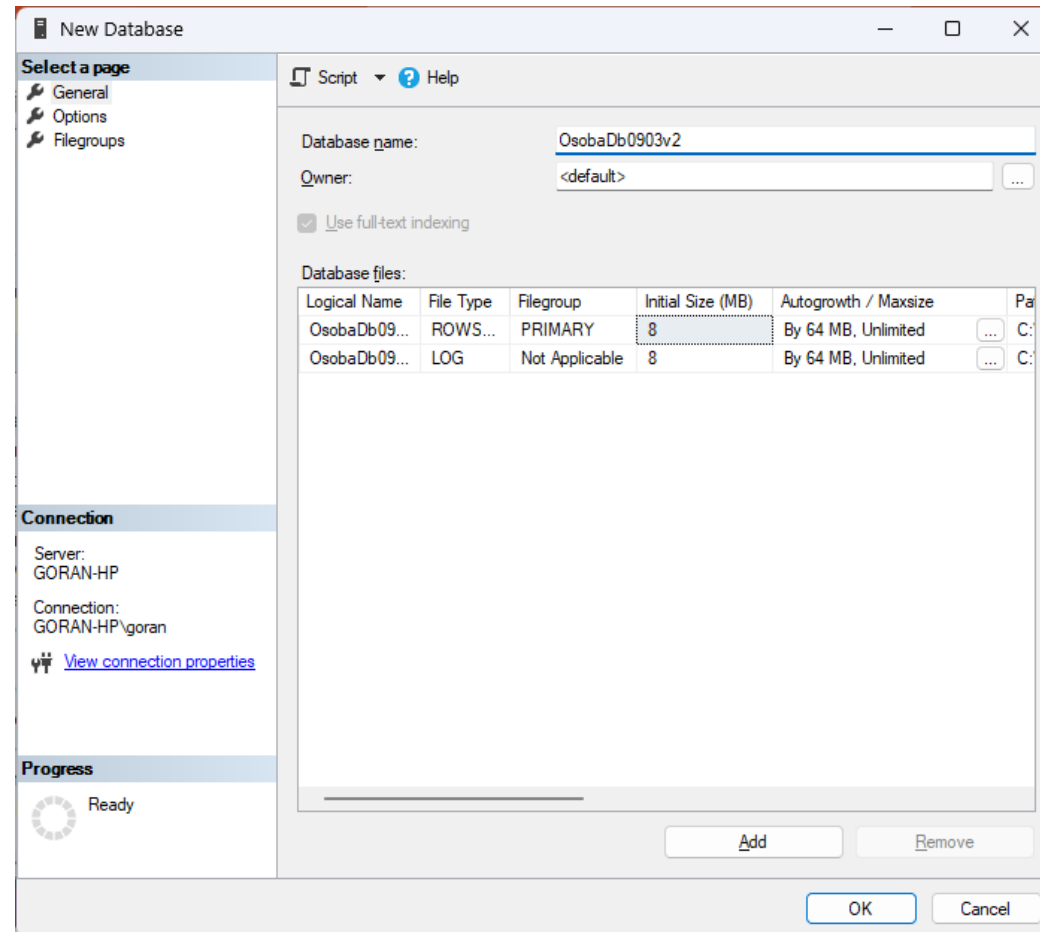 New Database
Select a page
General
Options
Filegroups
Script Help
Database name: OsobaDb0903v2
Owner: <default> ...
Use full-text indexing
Database files:
Logical Name File Type Filegroup Initial Size (MB) Autogrowth / Maxsize Pa
OsobaDb09... ROWS... PRIMARY 8 By 64 MB, Unlimited ... C:\
OsobaDb09... LOG Not Applicable 8 By 64 MB, Unlimited ... C:\
Connection
Server:
GORAN-HP
Connection:
GORAN-HP\goran
View connection properties
Progress
Ready
Add Remove
OK Cancel